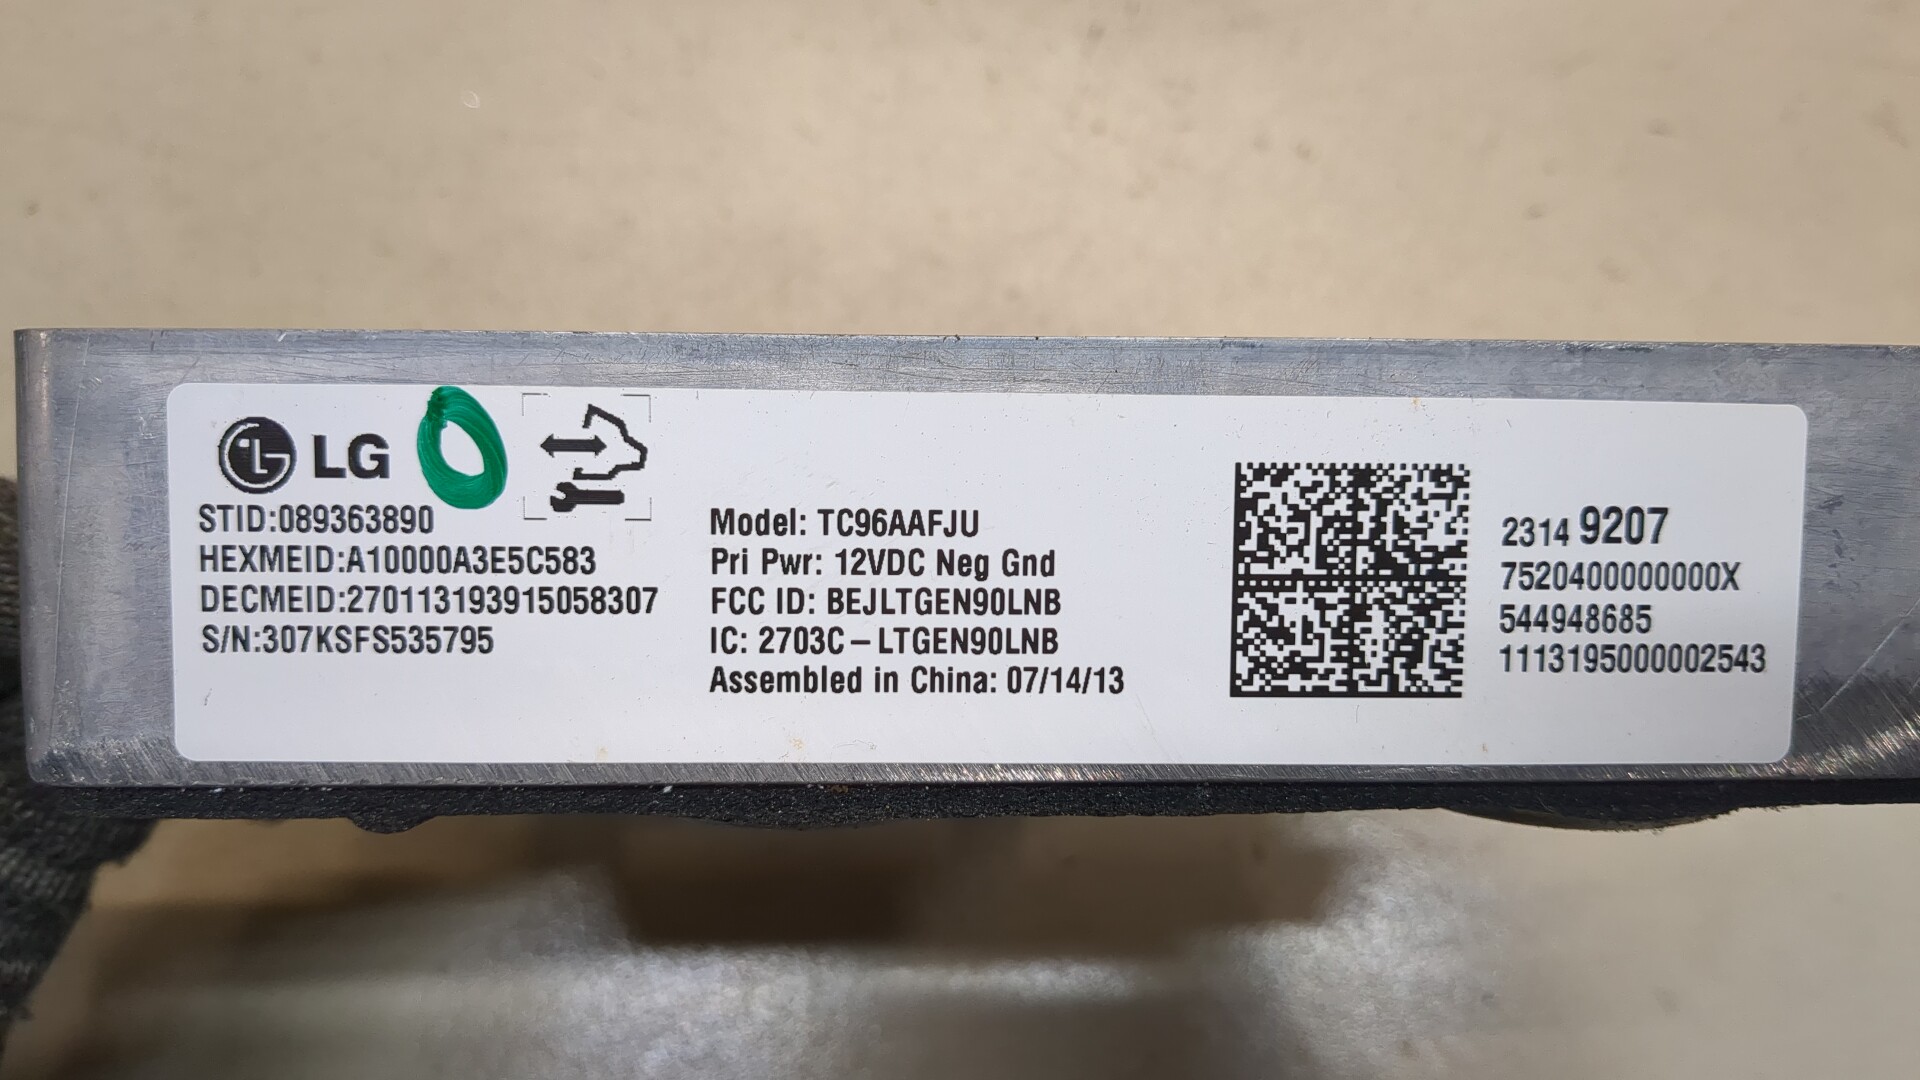 LG
STID:089363890
HEXMEID:A10000A3E5C583
DECMEID:270113193915058307
S/N:307KSFS535795
Model: TC96AAFJU
Pri Pwr: 12VDC Neg Gnd
FCC ID: BEJLTGEN90LNB
IC: 2703C-LTGEN90LNB
Assembled in China: 07/14/13
2314 9207
7520400000000X
544948685
1113195000002543